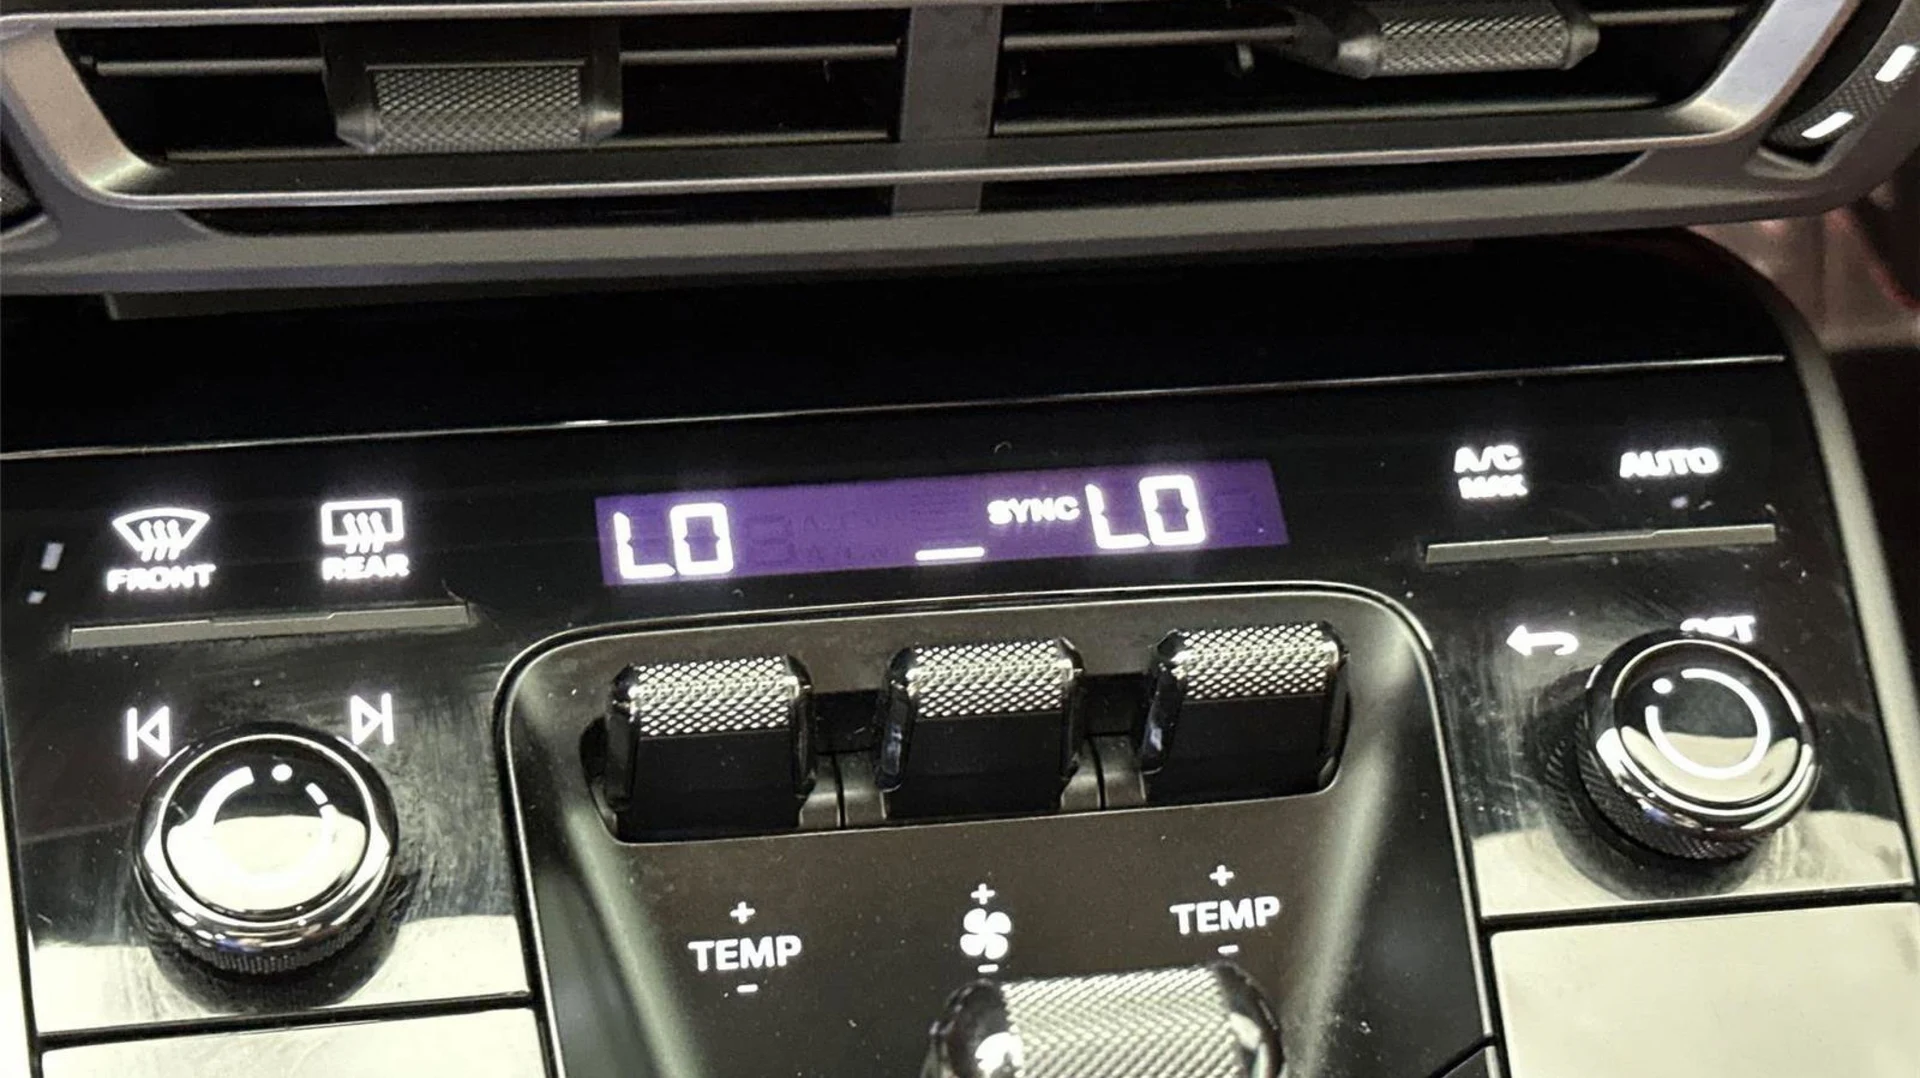 FRONT
REAR
LO
SYNC LO
A/C
MAX
AUTO
TEMP
TEMP